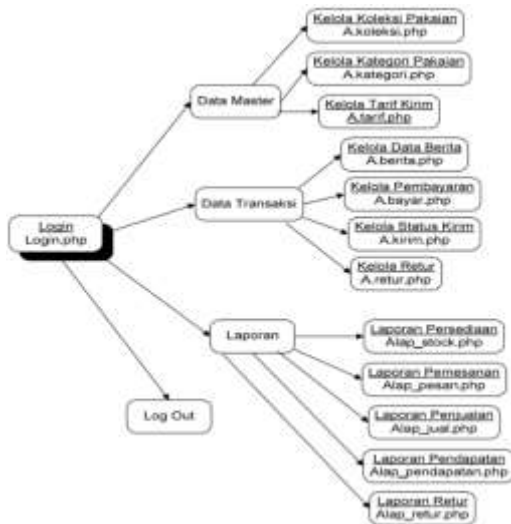 Kelola Koleksi Pakaian
A.koleksi.php
Kelola Kategori Pakaian
A.kategori.php
Data Master
Kelola Tarif Kirim
A.tarif.php
Kelola Data Berita
A.berita.php
Kelola Pembayaran
A.bayar.php
Data Transaksi
Kelola Status Kirim
A.kirim.php
Login
Login.php
Kelola Retur
A.retur.php
Laporan
Laporan Persediaan
Alap_stock.php
Laporan Pemesanan
Alap_pesan.php
Log Out
Laporan Penjualan
Alap_jual.php
Laporan Pendapatan
Alap_pendapatan.php
Laporan Retur
Alap_retur.php